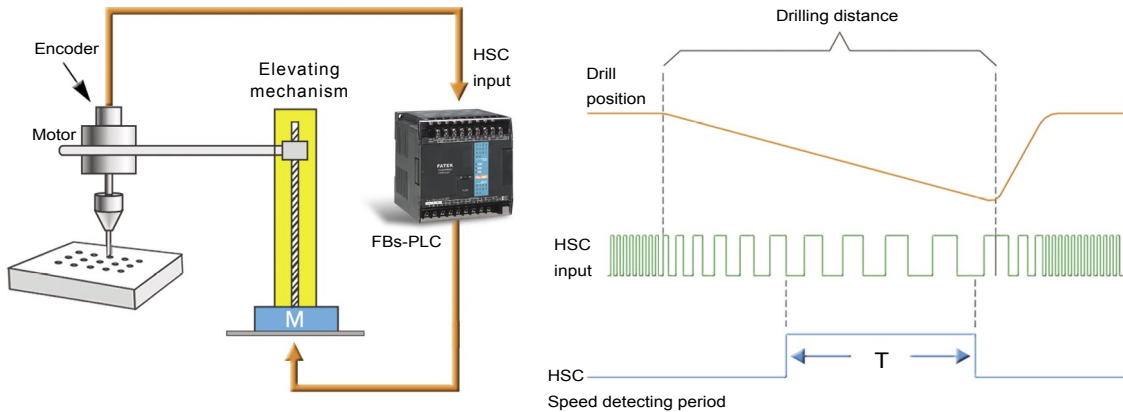 Encoder
Motor
Elevating
mechanism
HSC
input
FATEK
FBs-PLC
M
Drilling distance
Drill
position
HSC
input
T
HSC
Speed detecting period